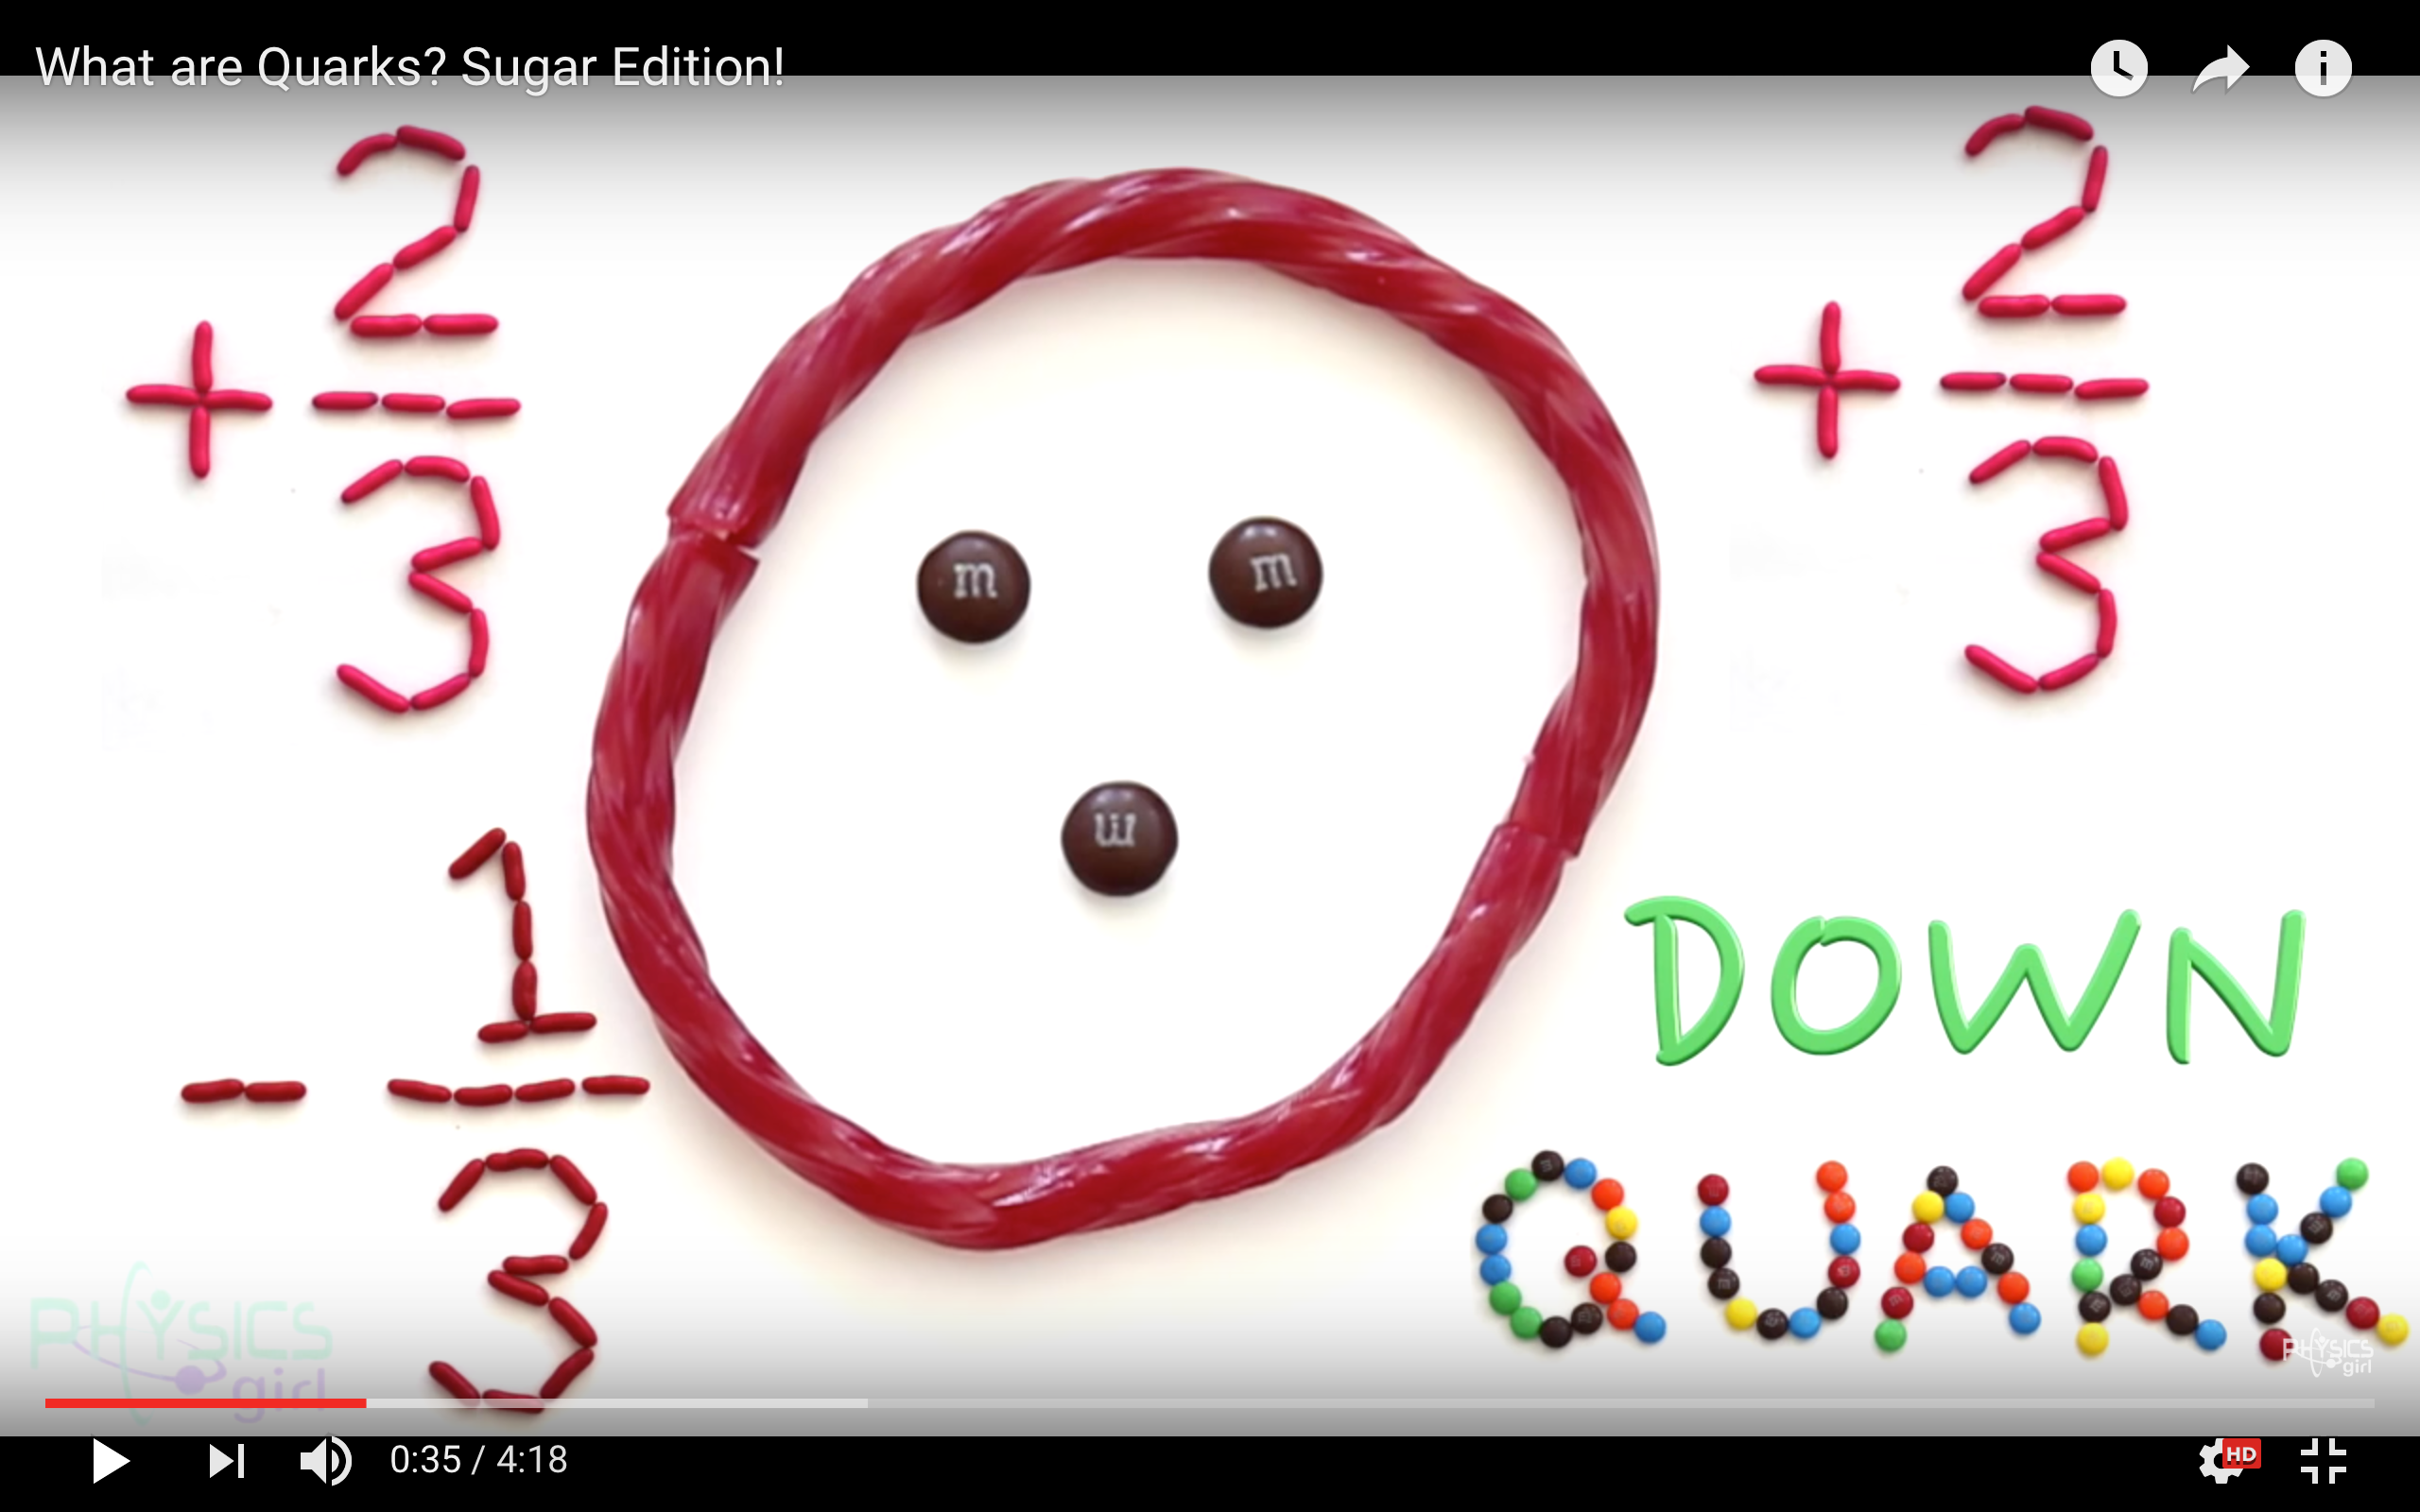 What are Quarks? Sugar Edition!
+ 2/3
+ 2/3
m
m
m
- 1/3
DOWN
QUARK
PHYSICS
girl
PHYSICS
girl
0:35 / 4:18
HD